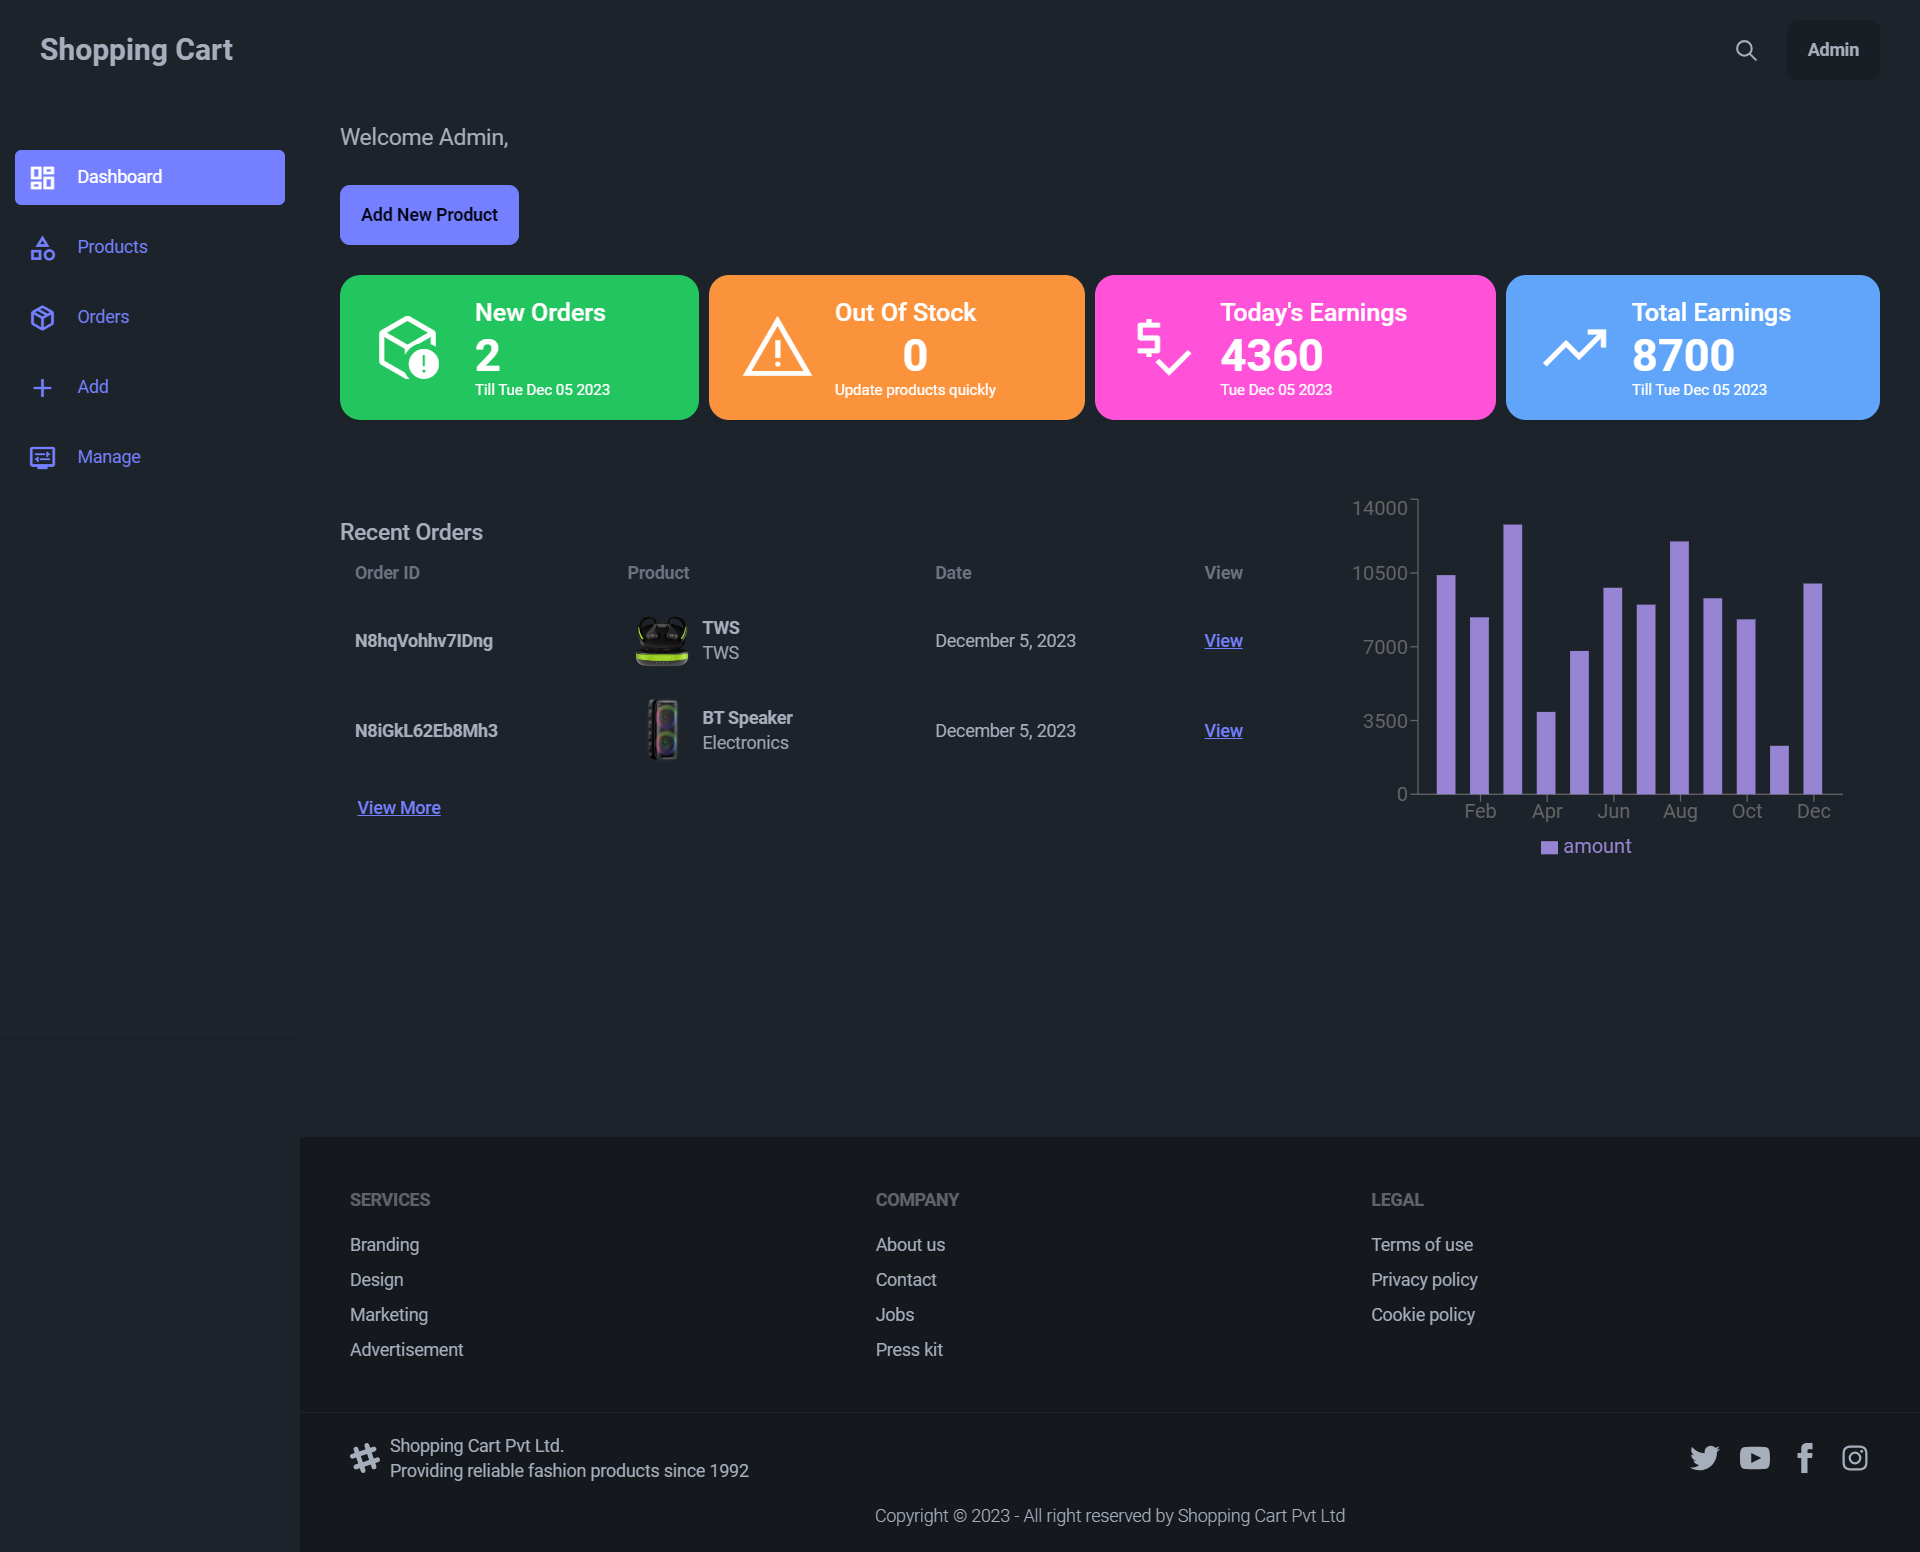 Shopping Cart
Admin
Dashboard
Products
Orders
Add
Manage
Welcome Admin,
Add New Product
New Orders
2
Till Tue Dec 05 2023
Out Of Stock
0
Update products quickly
Today's Earnings
4360
Tue Dec 05 2023
Total Earnings
8700
Till Tue Dec 05 2023
Recent Orders
Order ID Product Date View
N8hqVohhv7IDng TWS December 5, 2023 View
TWS
N8iGkL62Eb8Mh3 BT Speaker December 5, 2023 View
Electronics
View More
14000
10500
7000
3500
0
Feb Apr Jun Aug Oct Dec
amount
SERVICES
Branding
Design
Marketing
Advertisement
COMPANY
About us
Contact
Jobs
Press kit
LEGAL
Terms of use
Privacy policy
Cookie policy
Shopping Cart Pvt Ltd.
Providing reliable fashion products since 1992
Copyright © 2023 - All right reserved by Shopping Cart Pvt Ltd